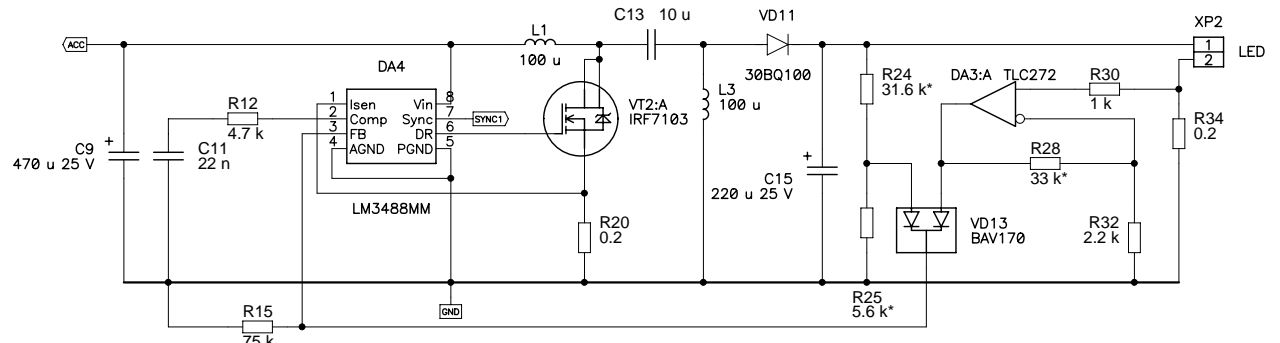 C13 10 u
VD11
XP2
ACC
L1
100 u
1
2
LED
DA4
30BQ100
R24
31.6 k*
DA3:A TLC272
R30
1 k
R12
4.7 k
1 Isen Vin 8
2 Comp Sync 7
3 FB DR 6
4 AGND PGND 5
SYNC1
VT2:A
IRF7103
L3
100 u
R34
0.2
C9
470 u 25 V
+
C11
22 n
LM3488MM
+
C15
220 u 25 V
R28
33 k*
R20
0.2
VD13
BAV170
R32
2.2 k
R25
5.6 k*
GND
R15
75 k